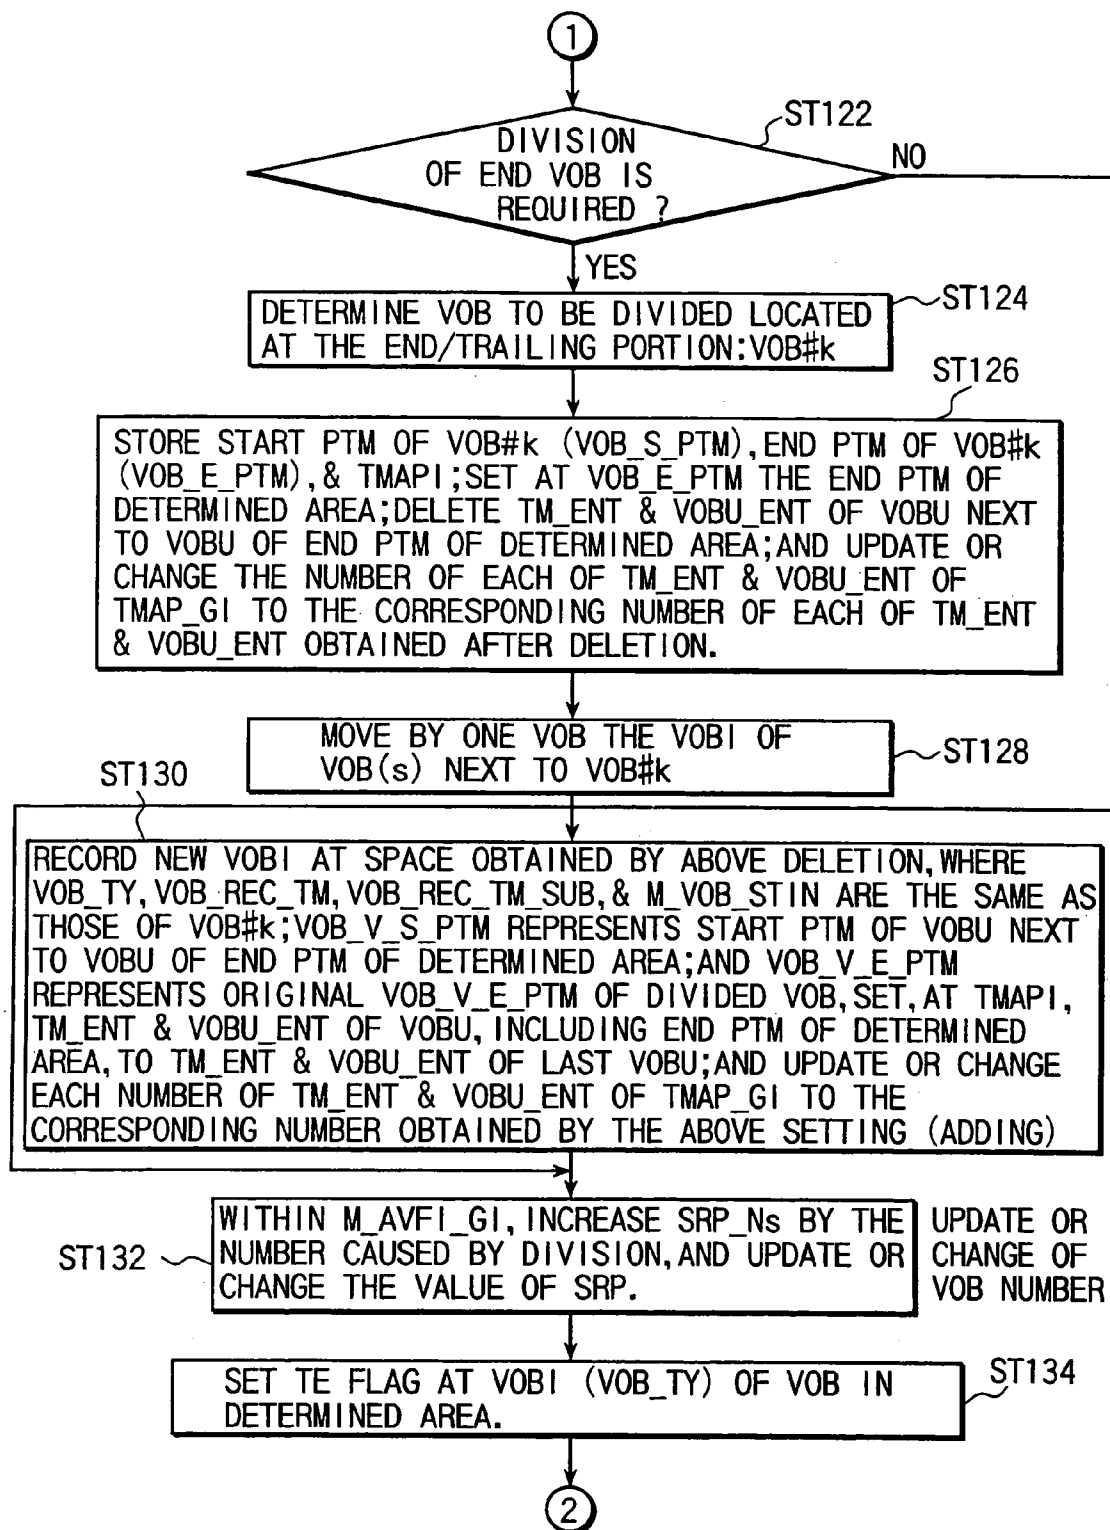 1
ST122
DIVISION
OF END VOB IS
REQUIRED ?
NO
YES
ST124
DETERMINE VOB TO BE DIVIDED LOCATED
AT THE END/TRAILING PORTION:VOB#k
ST126
STORE START PTM OF VOB#k (VOB_S_PTM),END PTM OF VOB#k
(VOB_E_PTM),& TMAPI;SET AT VOB_E_PTM THE END PTM OF
DETERMINED AREA;DELETE TM_ENT & VOBU_ENT OF VOBU NEXT
TO VOBU OF END PTM OF DETERMINED AREA;AND UPDATE OR
CHANGE THE NUMBER OF EACH OF TM_ENT & VOBU_ENT OF
TMAP_GI TO THE CORRESPONDING NUMBER OF EACH OF TM_ENT
& VOBU_ENT OBTAINED AFTER DELETION.
MOVE BY ONE VOB THE VOBI OF
VOB(s) NEXT TO VOB#k
ST128
ST130
RECORD NEW VOBI AT SPACE OBTAINED BY ABOVE DELETION,WHERE
VOB_TY,VOB_REC_TM,VOB_REC_TM_SUB,& M_VOB_STIN ARE THE SAME AS
THOSE OF VOB#k;VOB_V_S_PTM REPRESENTS START PTM OF VOBU NEXT
TO VOBU OF END PTM OF DETERMINED AREA;AND VOB_V_E_PTM
REPRESENTS ORIGINAL VOB_V_E_PTM OF DIVIDED VOB,SET,AT TMAPI,
TM_ENT & VOBU_ENT OF VOBU,INCLUDING END PTM OF DETERMINED
AREA,TO TM_ENT & VOBU_ENT OF LAST VOBU;AND UPDATE OR CHANGE
EACH NUMBER OF TM_ENT & VOBU_ENT OF TMAP_GI TO THE
CORRESPONDING NUMBER OBTAINED BY THE ABOVE SETTING (ADDING)
ST132
WITHIN M_AVFI_GI,INCREASE SRP_Ns BY THE
NUMBER CAUSED BY DIVISION,AND UPDATE OR
CHANGE THE VALUE OF SRP.
UPDATE OR
CHANGE OF
VOB NUMBER
SET TE FLAG AT VOBI (VOB_TY) OF VOB IN
DETERMINED AREA.
ST134
2